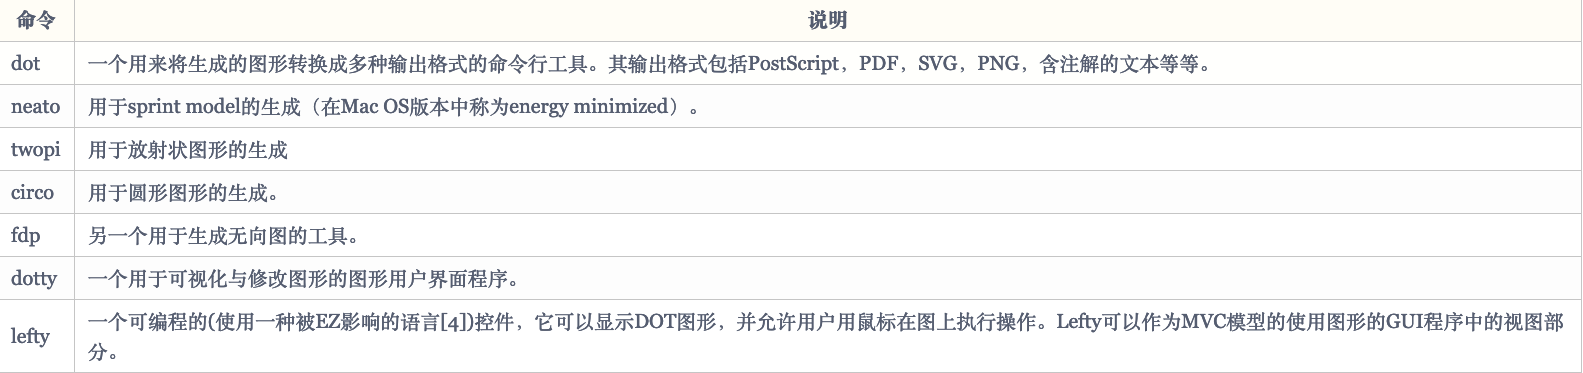 命令 说明
dot 一个用来将生成的图形转换成多种输出格式的命令行工具。其输出格式包括PostScript，PDF，SVG，PNG，含注解的文本等等。
neato 用于sprint model的生成（在Mac OS版本中称为energy minimized）。
twopi 用于放射状图形的生成
circo 用于圆形图形的生成。
fdp 另一个用于生成无向图的工具。
dotty 一个用于可视化与修改图形的图形用户界面程序。
lefty 一个可编程的(使用一种被EZ影响的语言[4])控件，它可以显示DOT图形，并允许用户用鼠标在图上执行操作。Lefty可以作为MVC模型的使用图形的GUI程序中的视图部
分。